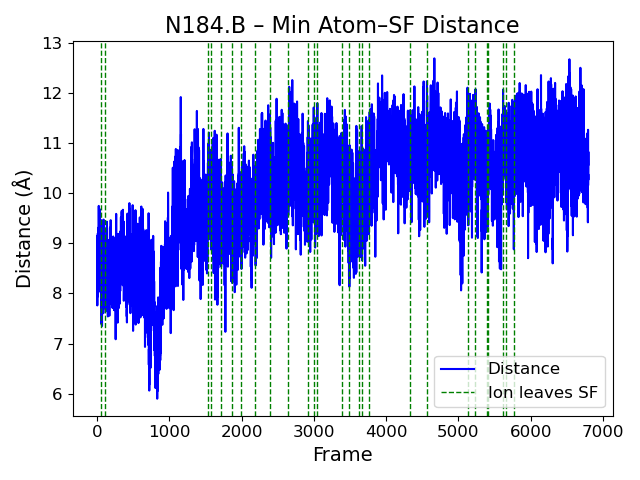 N184.B – Min Atom–SF Distance
Distance (Å)
13
12
11
10
9
8
7
6
Distance
Ion leaves SF
0 1000 2000 3000 4000 5000 6000 7000
Frame